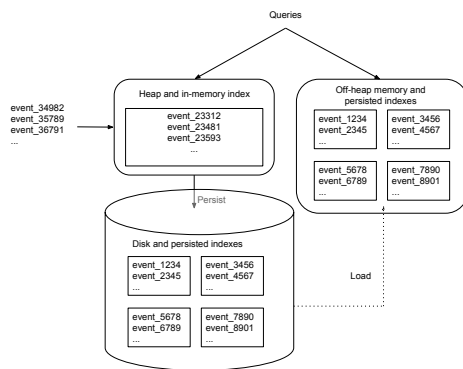 Queries
Heap and in-memory index
event_23312
event_23481
event_23593
...
event_34982
event_35789
event_36791
...
Off-heap memory and
persisted indexes
event_1234
event_2345
...
event_3456
event_4567
...
event_5678
event_6789
...
event_7890
event_8901
...
Persist
Disk and persisted indexes
event_1234
event_2345
...
event_3456
event_4567
...
event_5678
event_6789
...
event_7890
event_8901
...
Load